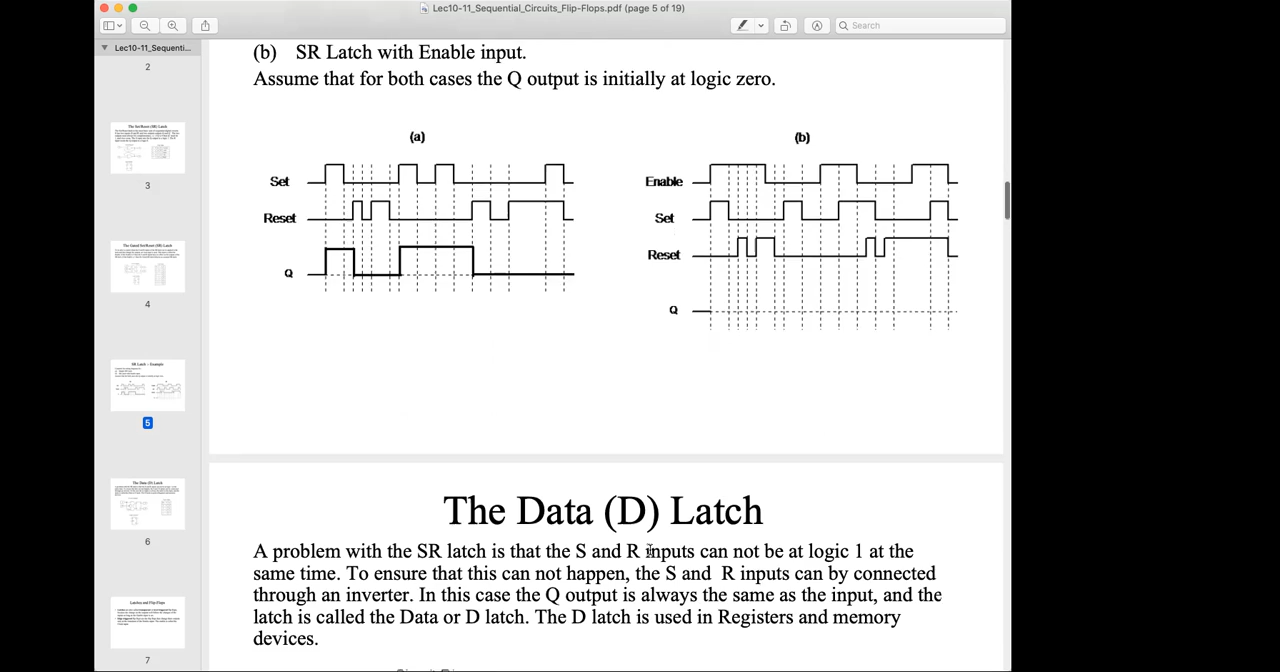 Lec10-11_Sequential_Circuits_Flip-Flops.pdf (page 5 of 19)
Search
Lec10-11_Sequenti...
2
3
4
5
6
7
(b) SR Latch with Enable input.
Assume that for both cases the Q output is initially at logic zero.
(a)
Set
Reset
Q
(b)
Enable
Set
Reset
Q
The Data (D) Latch
A problem with the SR latch is that the S and R inputs can not be at logic 1 at the
same time. To ensure that this can not happen, the S and R inputs can by connected
through an inverter. In this case the Q output is always the same as the input, and the
latch is called the Data or D latch. The D latch is used in Registers and memory
devices.